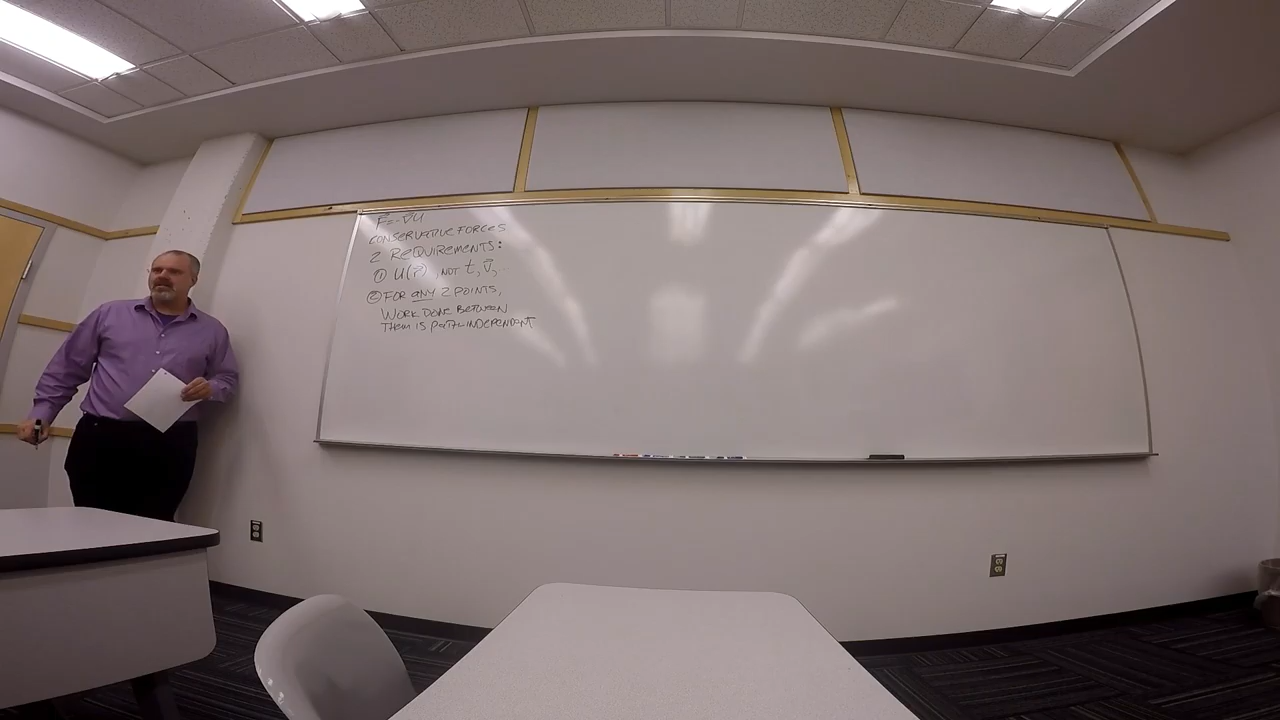 F⃗=-∇⃗U
CONSERVATIVE FORCES
2 REQUIREMENTS:
① U(r⃗), NOT t, v⃗, ...
② FOR ANY 2 POINTS,
WORK DONE BETWEEN
THEM IS PATH INDEPENDENT